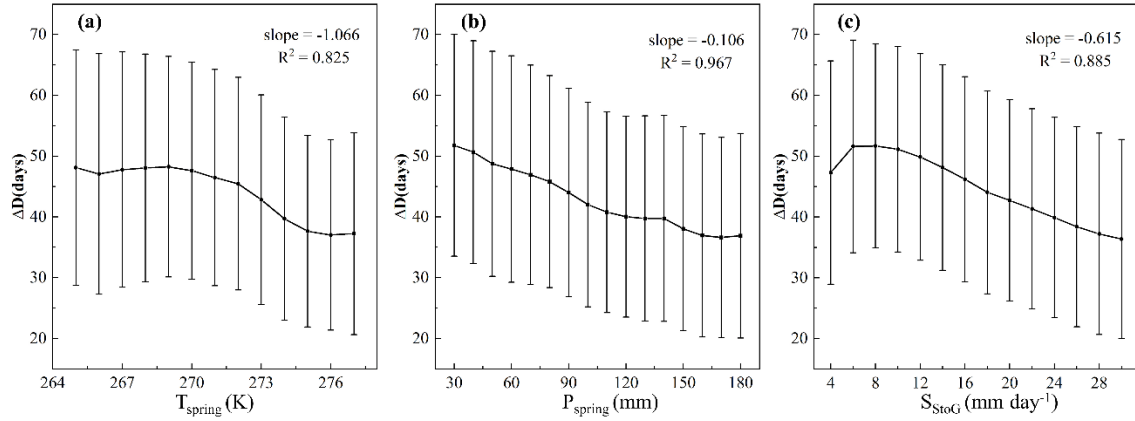 (a)
slope = -1.066
R² = 0.825
70
60
50
40
30
20
ΔD(days)
264 267 270 273 276
T_spring (K)
(b)
slope = -0.106
R² = 0.967
70
60
50
40
30
20
ΔD(days)
30 60 90 120 150 180
P_spring (mm)
(c)
slope = -0.615
R² = 0.885
70
60
50
40
30
20
ΔD(days)
4 8 12 16 20 24 28
S_StoG (mm day⁻¹)